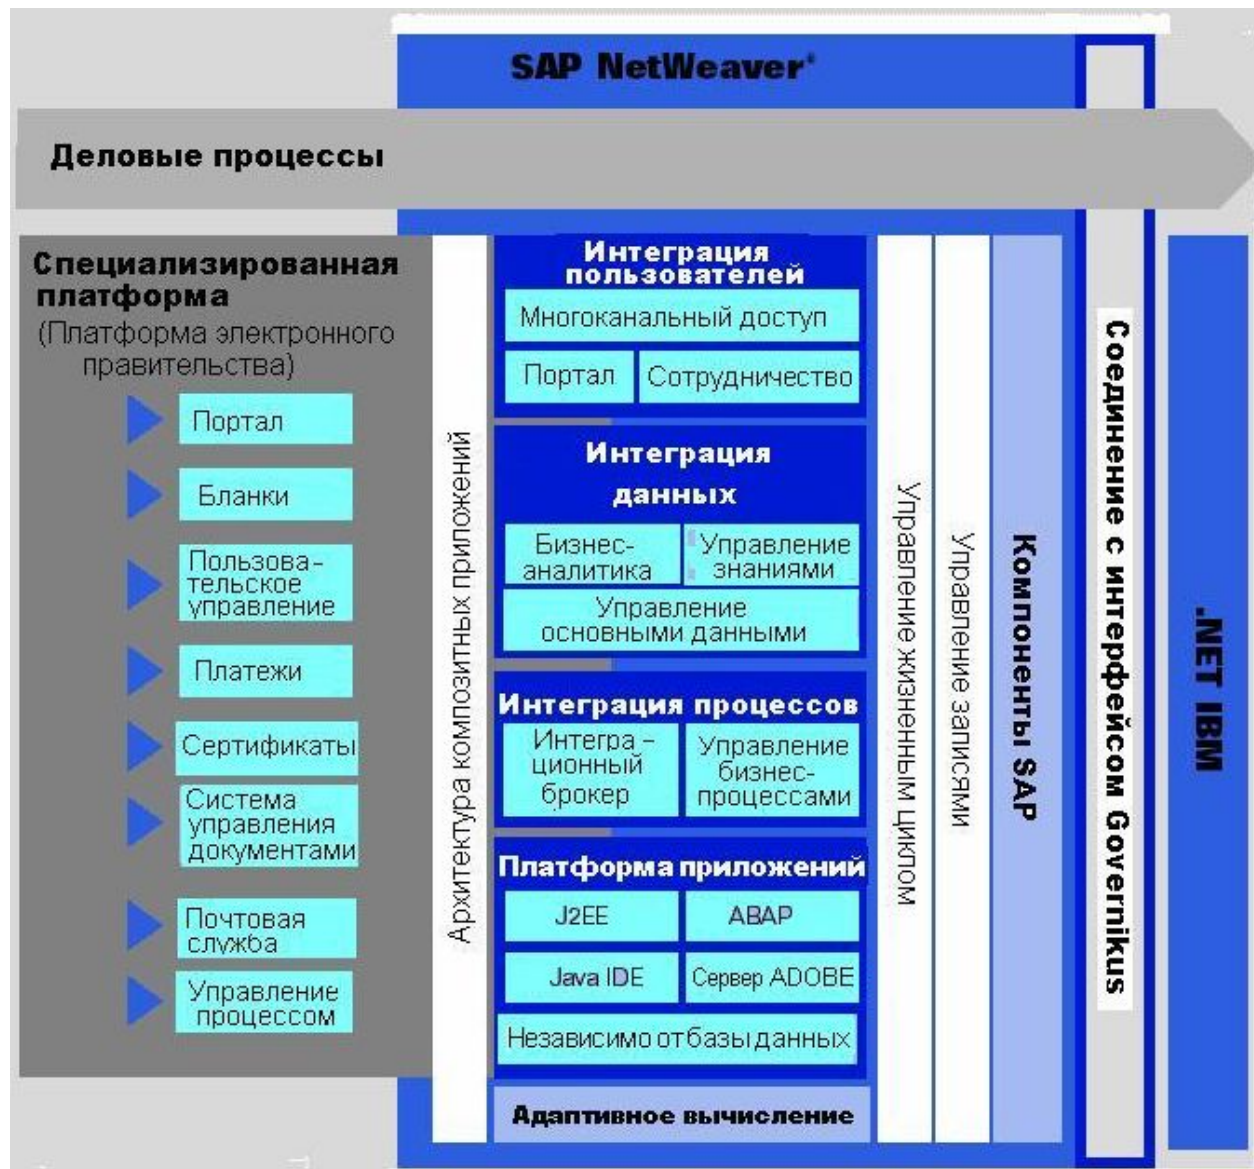 SAP NetWeaver®
Деловые процессы
Специализированная
платформа
(Платформа электронного
правительства)
Портал
Бланки
Пользова-
тельское
управление
Платежи
Сертификаты
Система
управления
документами
Почтовая
служба
Управление
процессом
Архитектура композитных приложений
Интеграция
пользователей
Многоканальный доступ
Портал
Сотрудничество
Интеграция
данных
Бизнес-
аналитика
Управление
знаниями
Управление
основными данными
Интеграция процессов
Интегра-
ционный
брокер
Управление
бизнес-
процессами
Платформа приложений
J2EE
ABAP
Java IDE
Сервер ADOBE
Независимо от базы данных
Адаптивное вычисление
Управление жизненным циклом
Управление записями
Компоненты SAP
Соединение с интерфейсом Governikus
.NET IBM